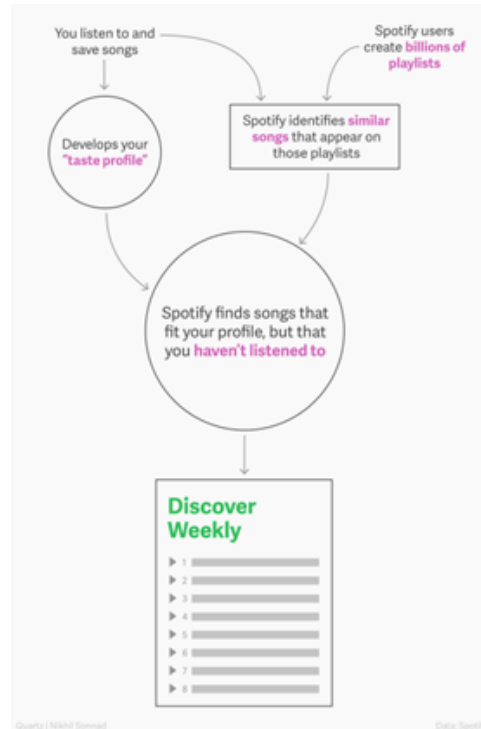 You listen to and
save songs
Spotify users
create billions of
playlists
Develops your
"taste profile"
Spotify identifies similar
songs that appear on
those playlists
Spotify finds songs that
fit your profile, but that
you haven't listened to
Discover
Weekly
1
2
3
4
5
6
7
8
Quartz | Nikhil Sonnad
Data: Spotif